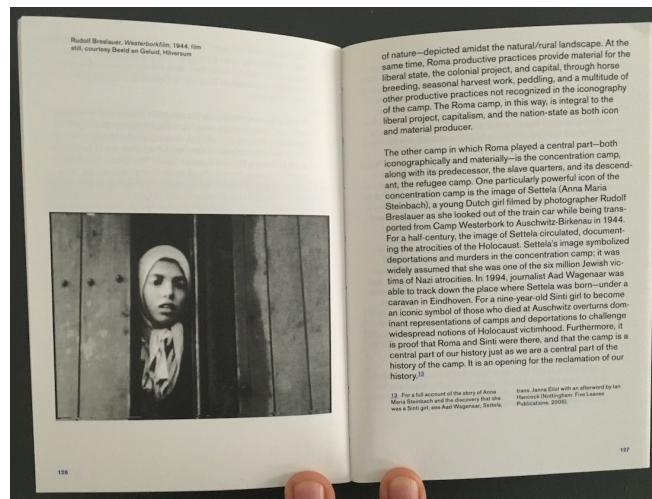 Rudolf Breslauer, Westerborkfilm, 1944, film
still, courtesy Beeld en Geluid, Hilversum
126
of nature—depicted amidst the natural/rural landscape. At the
same time, Roma productive practices provide material for the
liberal state, the colonial project, and capital, through horse
breeding, seasonal harvest work, peddling, and a multitude of
other productive practices not recognized in the iconography
of the camp. The Roma camp, in this way, is integral to the
liberal project, capitalism, and the nation-state as both icon
and material producer.
The other camp in which Roma played a central part—both
iconographically and materially—is the concentration camp,
along with its predecessor, the slave quarters, and its descend-
ant, the refugee camp. One particularly powerful icon of the
concentration camp is the image of Settela (Anna Maria
Steinbach), a young Dutch girl filmed by photographer Rudolf
Breslauer as she looked out of the train car while being trans-
ported from Camp Westerbork to Auschwitz-Birkenau in 1944.
For a half-century, the image of Settela circulated, document-
ing the atrocities of the Holocaust. Settela's image symbolized
deportations and murders in the concentration camp; it was
widely assumed that she was one of the six million Jewish vic-
tims of Nazi atrocities. In 1994, journalist Aad Wagenaar was
able to track down the place where Settela was born—under a
caravan in Eindhoven. For a nine-year-old Sinti girl to become
an iconic symbol of those who died at Auschwitz overturns dom-
inant representations of camps and deportations to challenge
widespread notions of Holocaust victimhood. Furthermore, it
is proof that Roma and Sinti were there, and that the camp is a
central part of our history just as we are a central part of the
history of the camp. It is an opening for the reclamation of our
history.13
13 For a full account of the story of Anna
Maria Steinbach and the discovery that she
was a Sinti girl, see Aad Wagenaar, Settela,
trans. Janna Eliot with an afterword by Ian
Hancock (Nottingham: Five Leaves
Publications, 2005).
127